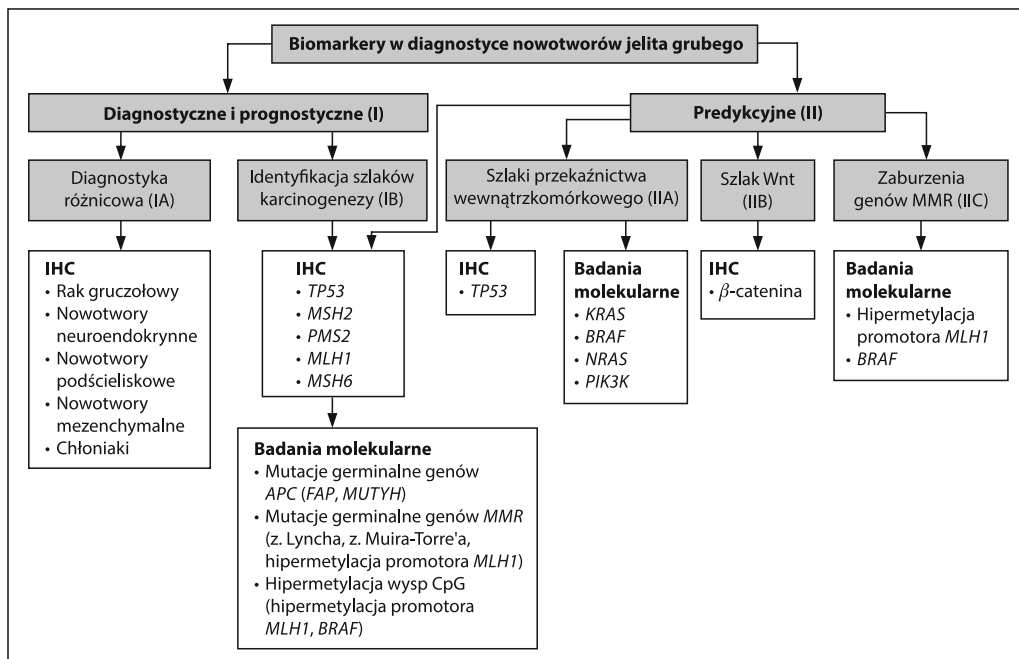 Biomarkery w diagnostyce nowotworów jelita grubego
Diagnostyczne i prognostyczne (I)
Predykcyjne (II)
Diagnostyka
różnicowa (IA)
Identyfikacja szlaków
karcinogenezy (IB)
Szlaki przekaźnictwa
wewnątrzkomórkowego (IIA)
Szlak Wnt
(IIB)
Zaburzenia
genów MMR (IIC)
IHC
• Rak gruczołowy
• Nowotwory
neuroendokrynne
• Nowotwory
podścieliskowe
• Nowotwory
mezenchymalne
• Chłoniaki
IHC
• TP53
• MSH2
• PMS2
• MLH1
• MSH6
IHC
• TP53
Badania
molekularne
• KRAS
• BRAF
• NRAS
• PIK3K
IHC
• β-catenina
Badania
molekularne
• Hipermetylacja
promotora MLH1
• BRAF
Badania molekularne
• Mutacje germinalne genów
APC (FAP, MUTYH)
• Mutacje germinalne genów MMR
(z. Lyncha, z. Muira-Torre'a,
hipermetylacja promotora MLH1)
• Hipermetylacja wysp CpG
(hipermetylacja promotora
MLH1, BRAF)